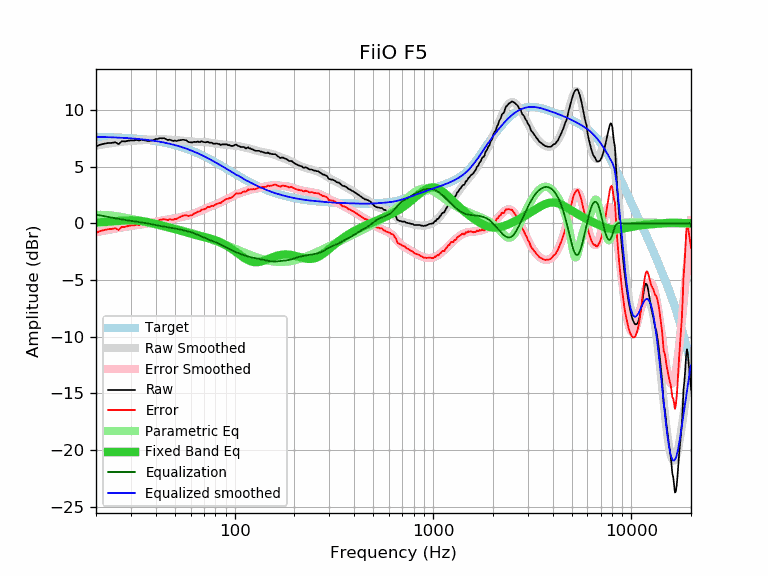 FiiO F5
10
5
0
−5
−10
−15
−20
−25
Amplitude (dBr)
Target
Raw Smoothed
Error Smoothed
Raw
Error
Parametric Eq
Fixed Band Eq
Equalization
Equalized smoothed
100 1000 10000
Frequency (Hz)